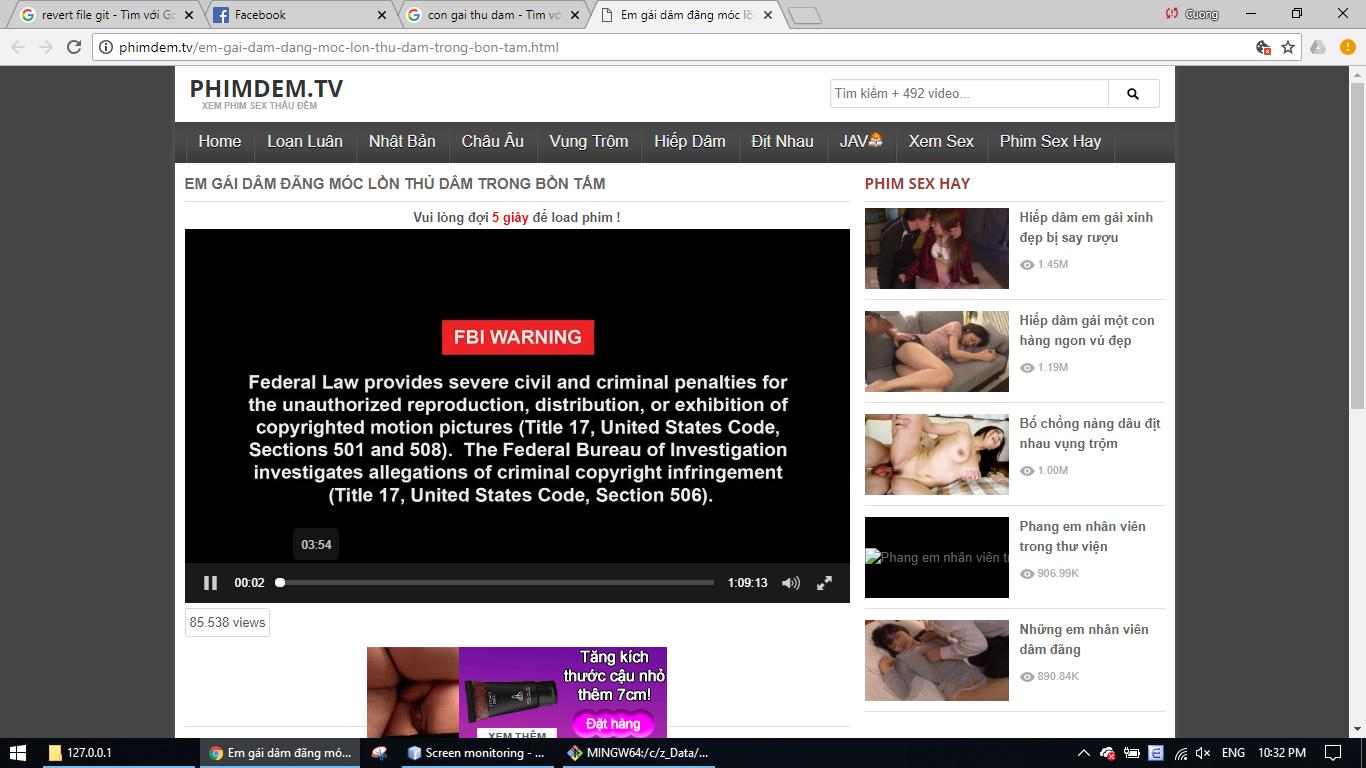 revert file git - Tìm với Go
Facebook
con gai thu dam - Tìm vớ
Em gái dâm đãng móc lồ
Cuong
phimdem.tv/em-gai-dam-dang-moc-lon-thu-dam-trong-bon-tam.html
PHIMDEM.TV
XEM PHIM SEX THÂU ĐÊM
Tìm kiếm + 492 video...
Home
Loạn Luân
Nhật Bản
Châu Âu
Vụng Trộm
Hiếp Dâm
Địt Nhau
JAV
Xem Sex
Phim Sex Hay
EM GÁI DÂM ĐÃNG MÓC LỒN THỦ DÂM TRONG BỒN TẮM
Vui lòng đợi 5 giây để load phim !
FBI WARNING
Federal Law provides severe civil and criminal penalties for
the unauthorized reproduction, distribution, or exhibition of
copyrighted motion pictures (Title 17, United States Code,
Sections 501 and 508). The Federal Bureau of Investigation
investigates allegations of criminal copyright infringement
(Title 17, United States Code, Section 506).
03:54
00:02
1:09:13
85.538 views
Tăng kích
thước cậu nhỏ
thêm 7cm!
Đặt hàng
XEM THÊM
PHIM SEX HAY
Hiếp dâm em gái xinh
đẹp bị say rượu
1.45M
Hiếp dâm gái một con
hàng ngon vú đẹp
1.19M
Bố chồng nàng dâu địt
nhau vụng trộm
1.00M
Phang em nhân viên tr
Phang em nhân viên
trong thư viện
906.99K
Những em nhân viên
dâm đãng
890.84K
127.0.0.1
Em gái dâm đãng mó...
Screen monitoring - ...
MINGW64:/c/z_Data/...
ENG
10:32 PM